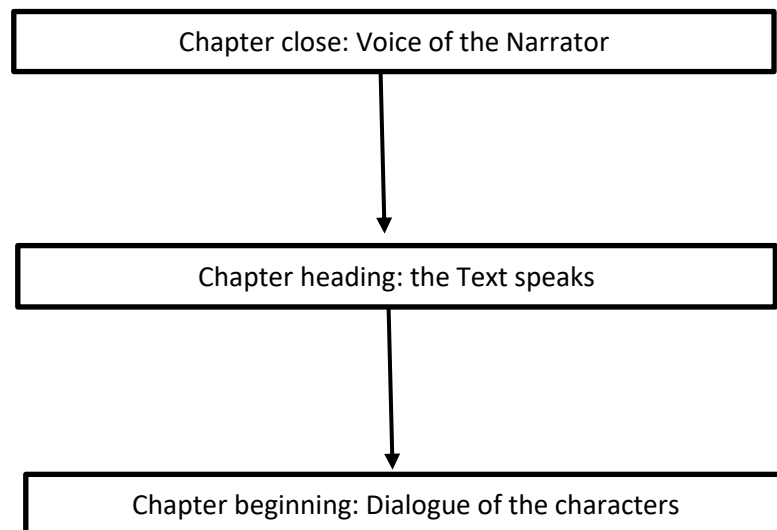 Chapter close: Voice of the Narrator
Chapter heading: the Text speaks
Chapter beginning: Dialogue of the characters